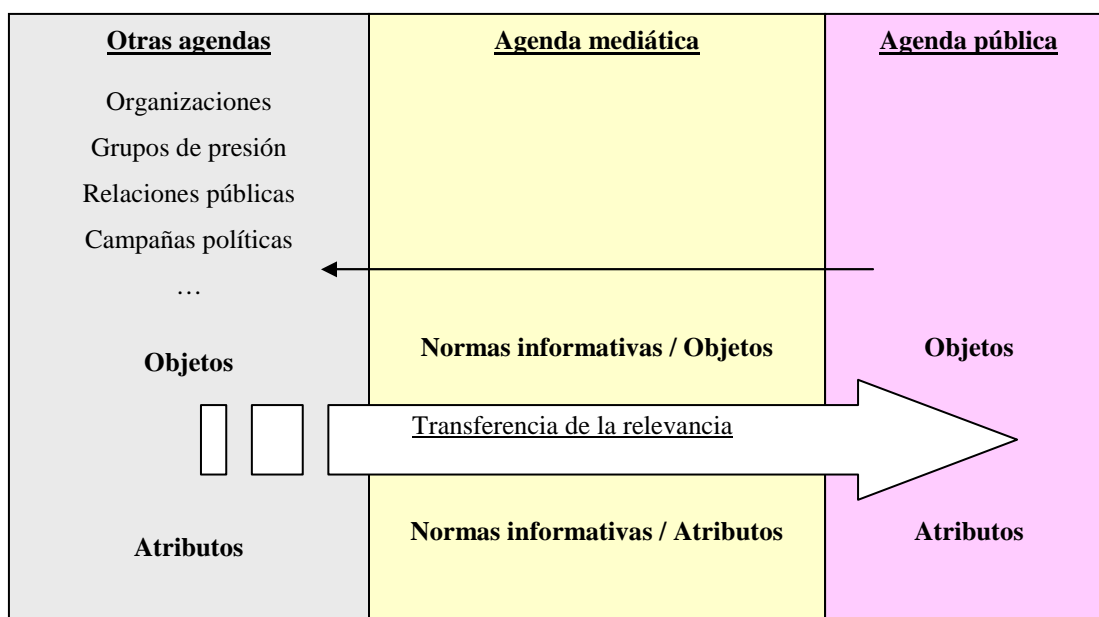 Otras agendas
Organizaciones
Grupos de presión
Relaciones públicas
Campañas políticas
…
Objetos
Atributos
Agenda mediática
Normas informativas / Objetos
Transferencia de la relevancia
Normas informativas / Atributos
Agenda pública
Objetos
Atributos